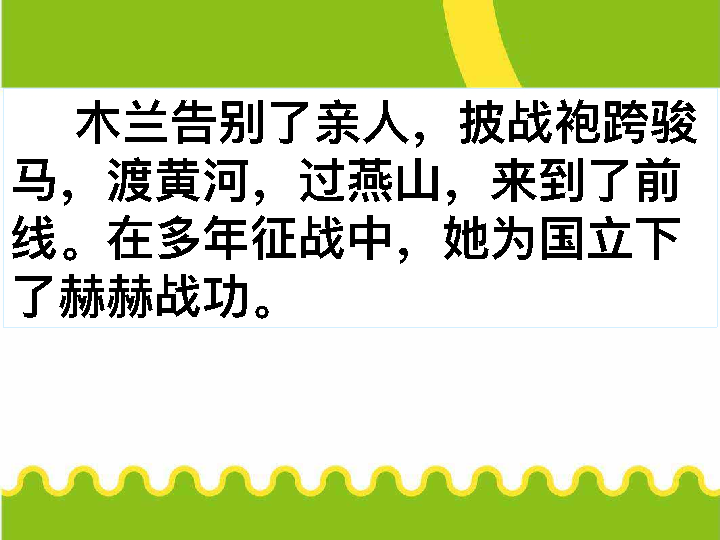 木兰告别了亲人，披战袍跨骏
马，渡黄河，过燕山，来到了前
线。在多年征战中，她为国立下
了赫赫战功。